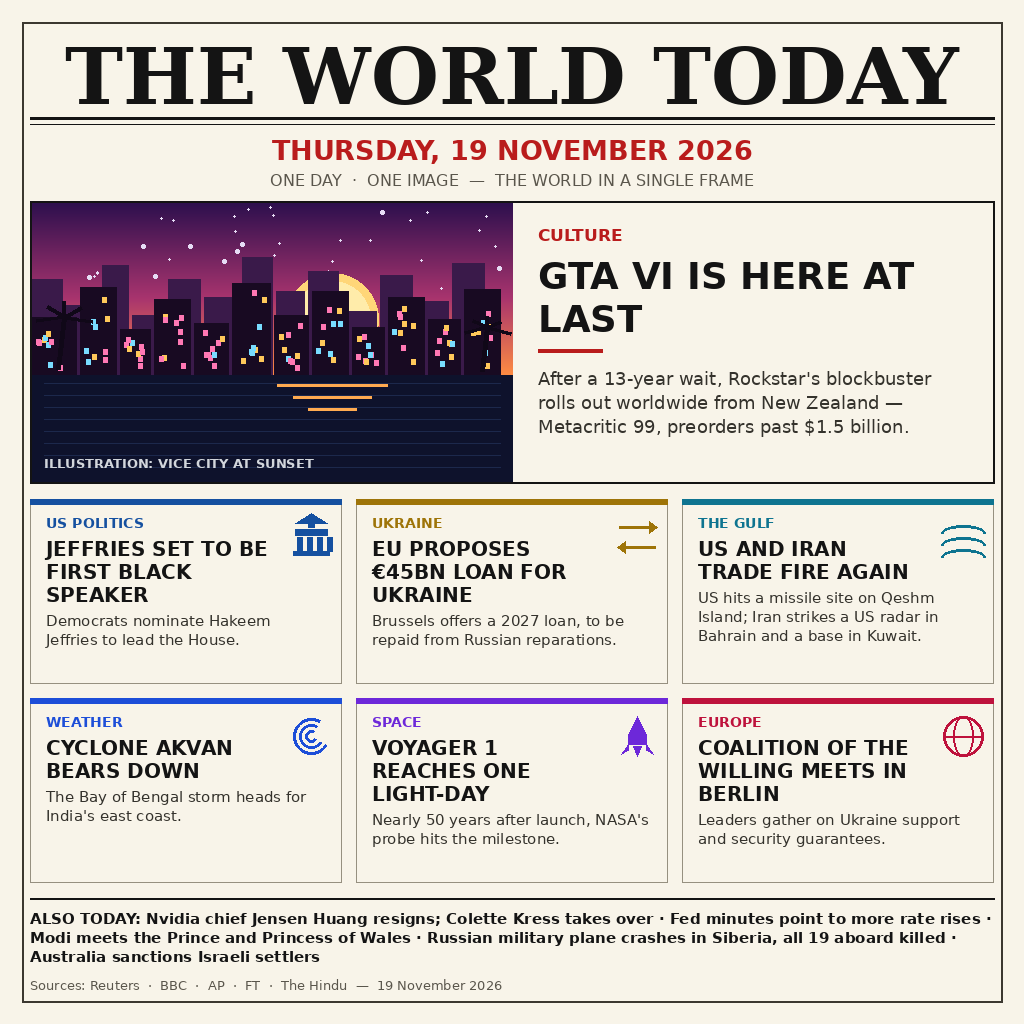 THE WORLD TODAY
THURSDAY, 19 NOVEMBER 2026
ONE DAY · ONE IMAGE — THE WORLD IN A SINGLE FRAME
ILLUSTRATION: VICE CITY AT SUNSET
CULTURE
GTA VI IS HERE AT
LAST
After a 13-year wait, Rockstar's blockbuster
rolls out worldwide from New Zealand —
Metacritic 99, preorders past $1.5 billion.
US POLITICS
JEFFRIES SET TO BE
FIRST BLACK
SPEAKER
Democrats nominate Hakeem
Jeffries to lead the House.
UKRAINE
EU PROPOSES
€45BN LOAN FOR
UKRAINE
Brussels offers a 2027 loan, to be
repaid from Russian reparations.
THE GULF
US AND IRAN
TRADE FIRE AGAIN
US hits a missile site on Qeshm
Island; Iran strikes a US radar in
Bahrain and a base in Kuwait.
WEATHER
CYCLONE AKVAN
BEARS DOWN
The Bay of Bengal storm heads for
India's east coast.
SPACE
VOYAGER 1
REACHES ONE
LIGHT-DAY
Nearly 50 years after launch, NASA's
probe hits the milestone.
EUROPE
COALITION OF THE
WILLING MEETS IN
BERLIN
Leaders gather on Ukraine support
and security guarantees.
ALSO TODAY: Nvidia chief Jensen Huang resigns; Colette Kress takes over · Fed minutes point to more rate rises ·
Modi meets the Prince and Princess of Wales · Russian military plane crashes in Siberia, all 19 aboard killed ·
Australia sanctions Israeli settlers
Sources: Reuters · BBC · AP · FT · The Hindu — 19 November 2026